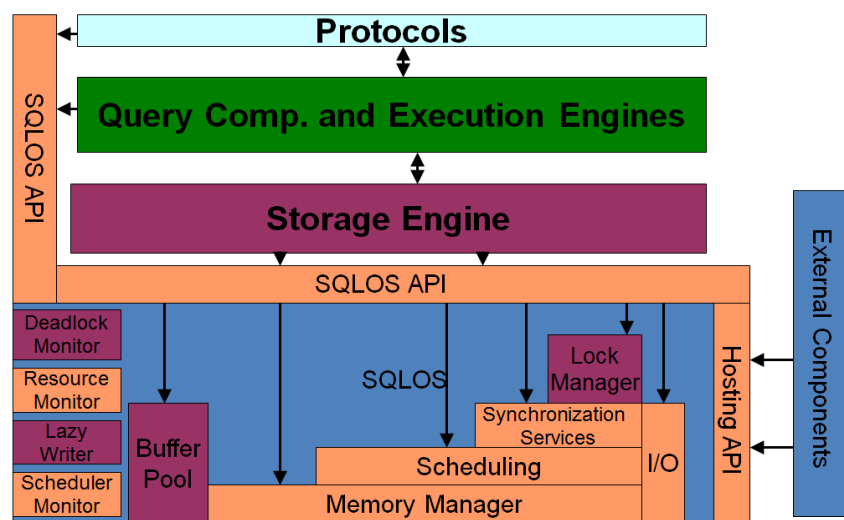 Protocols
SQLOS API
Query Comp. and Execution Engines
Storage Engine
SQLOS API
External Components
Deadlock
Monitor
Resource
Monitor
Lazy
Writer
Scheduler
Monitor
Buffer
Pool
SQLOS
Lock
Manager
Synchronization
Services
Scheduling
I/O
Memory Manager
Hosting API